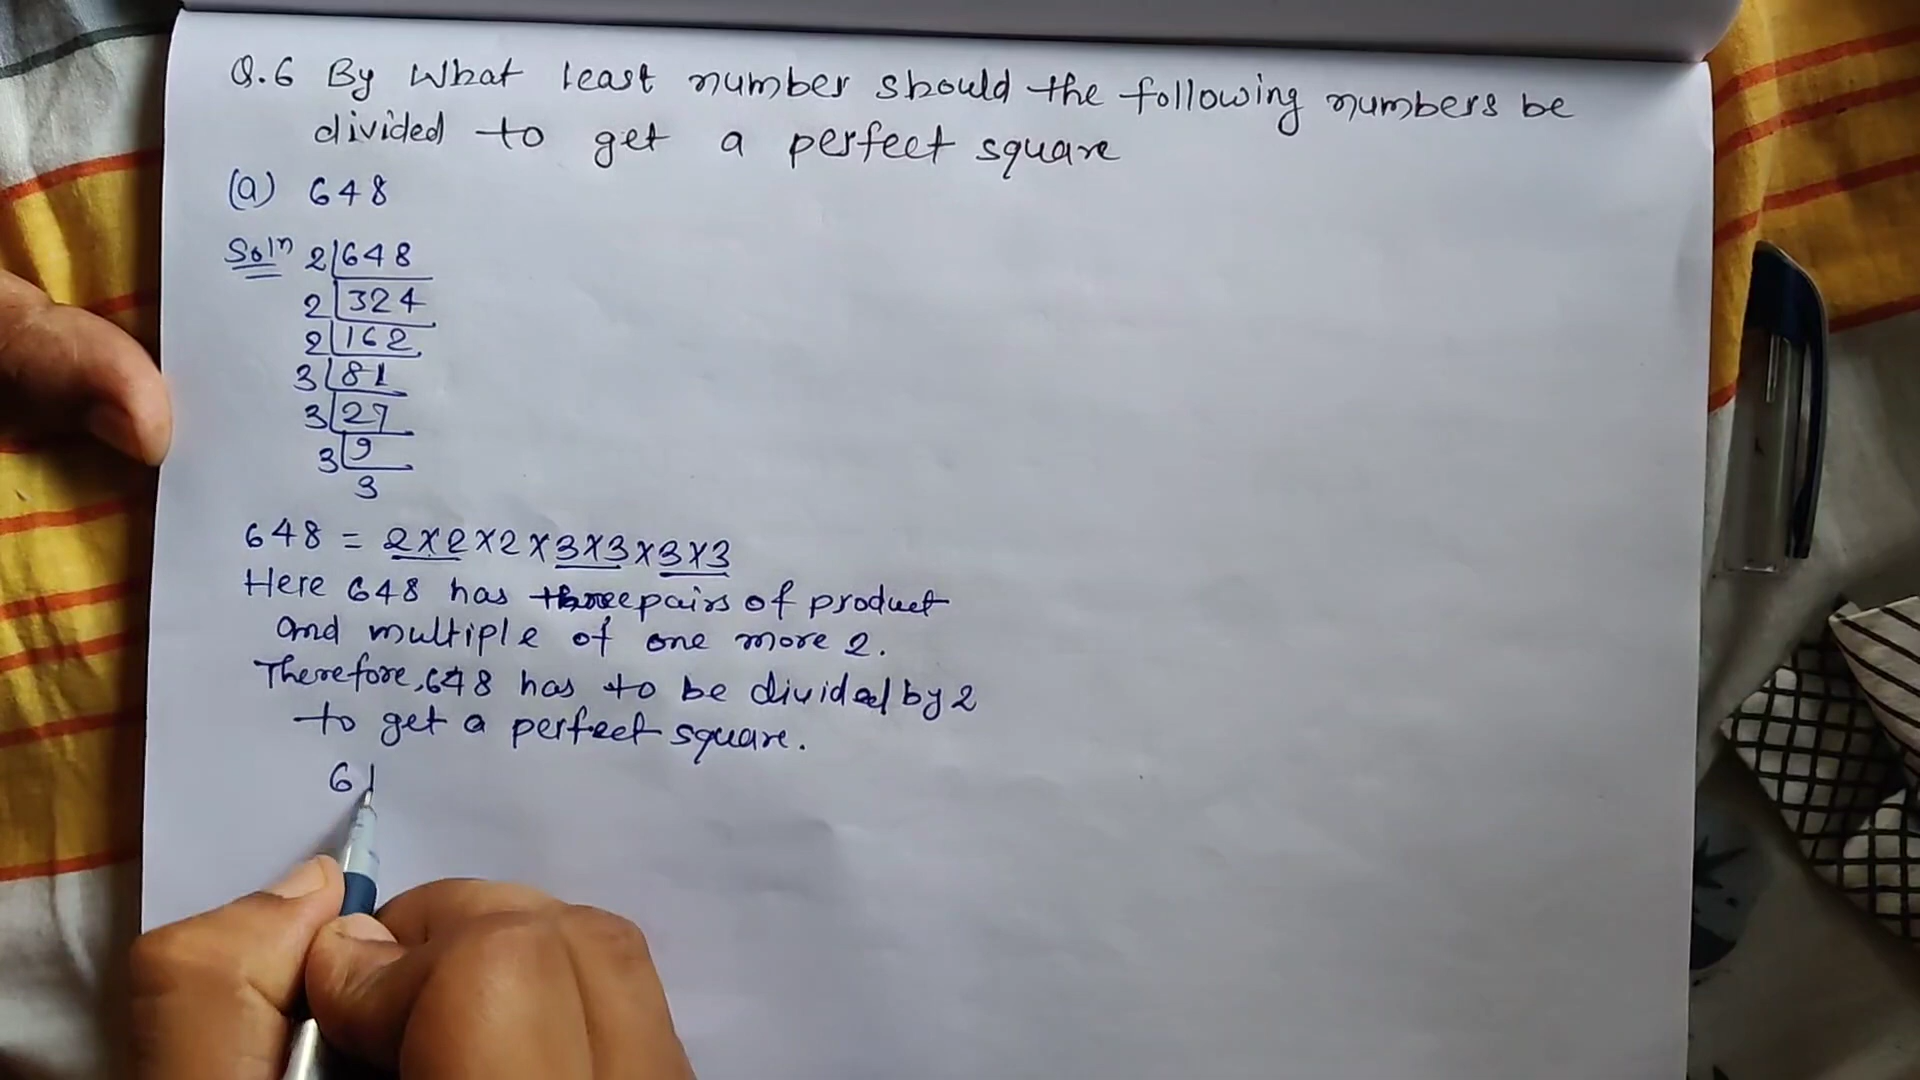 Q.6 By What least number should the following numbers be
divided to get a perfect square
(a) 648
Soln 2|648
2|324
2|162
3|81
3|27
3|9
3
648 = 2×2×2×3×3×3×3
Here 648 has three pairs of product
and multiple of one more 2.
Therefore, 648 has to be divided by 2
to get a perfect square.
6